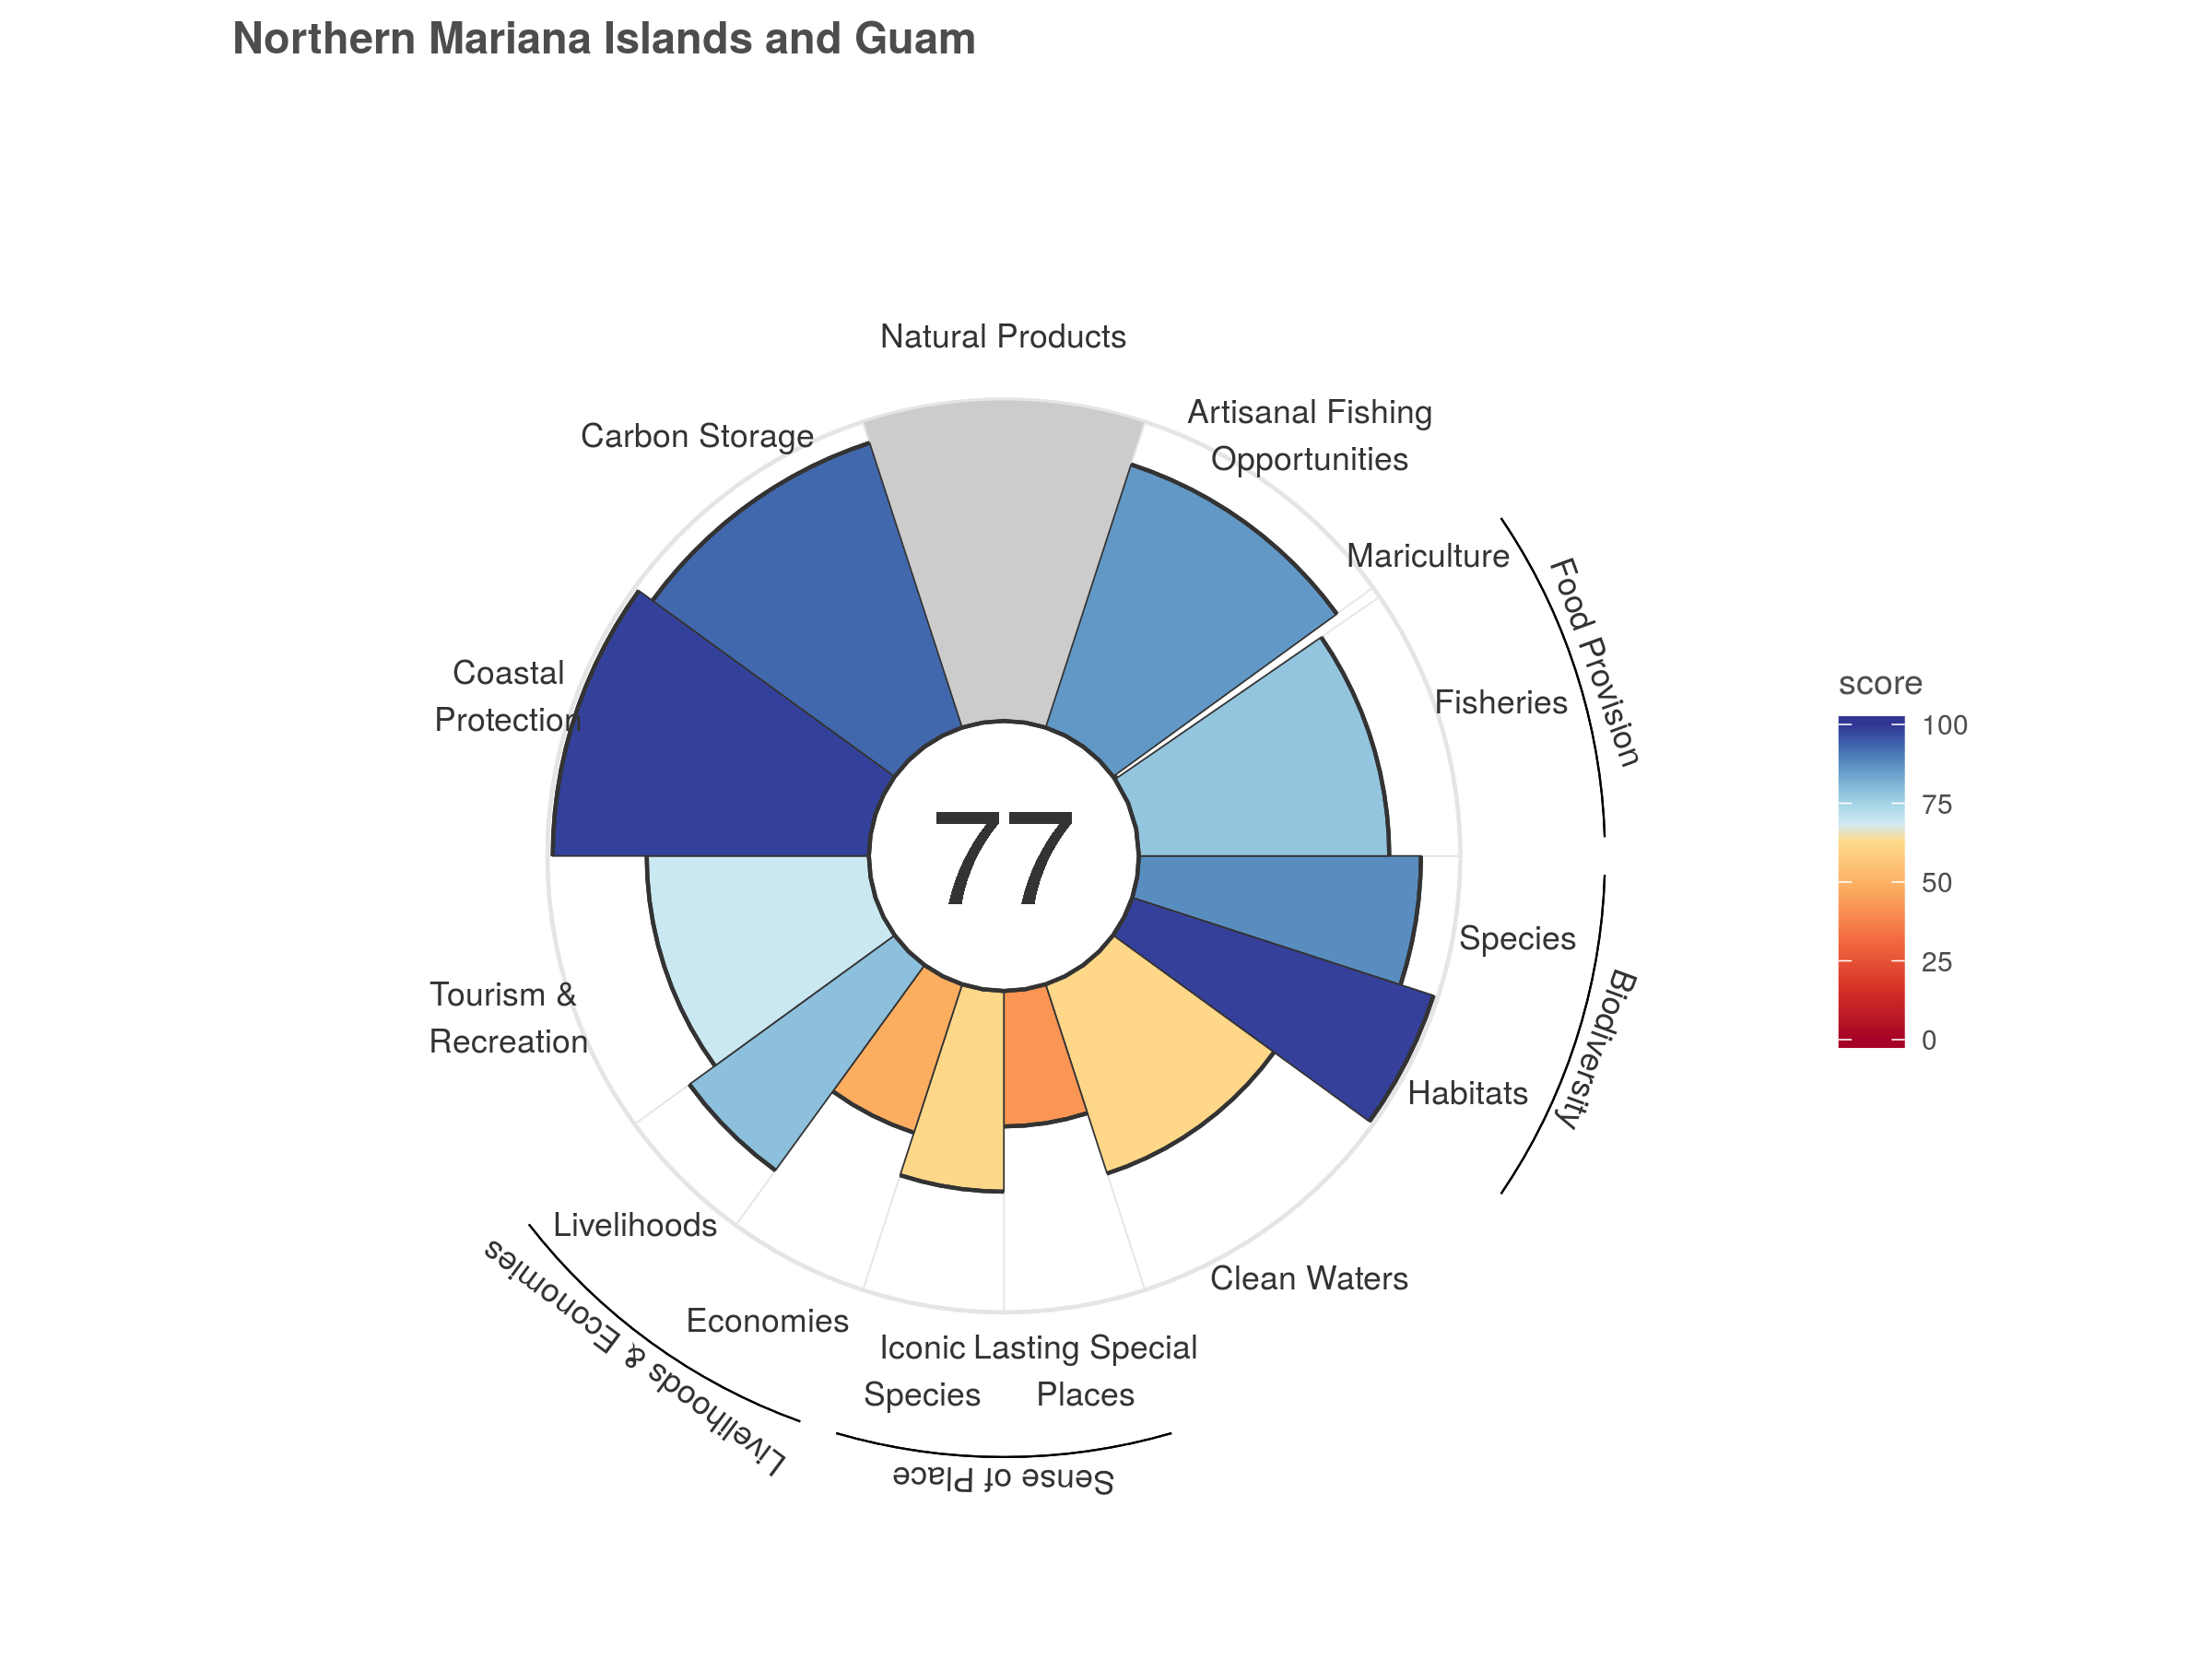 Northern Mariana Islands and Guam
Natural Products
Artisanal Fishing
Opportunities
Carbon Storage
Mariculture
Food Provision
Coastal
Protection
Fisheries
score
100
75
50
25
0
77
Species
Biodiversity
Tourism &
Recreation
Habitats
Livelihoods
Clean Waters
Livelihoods & Economies
Economies
Iconic
Species
Lasting Special
Places
Sense of Place